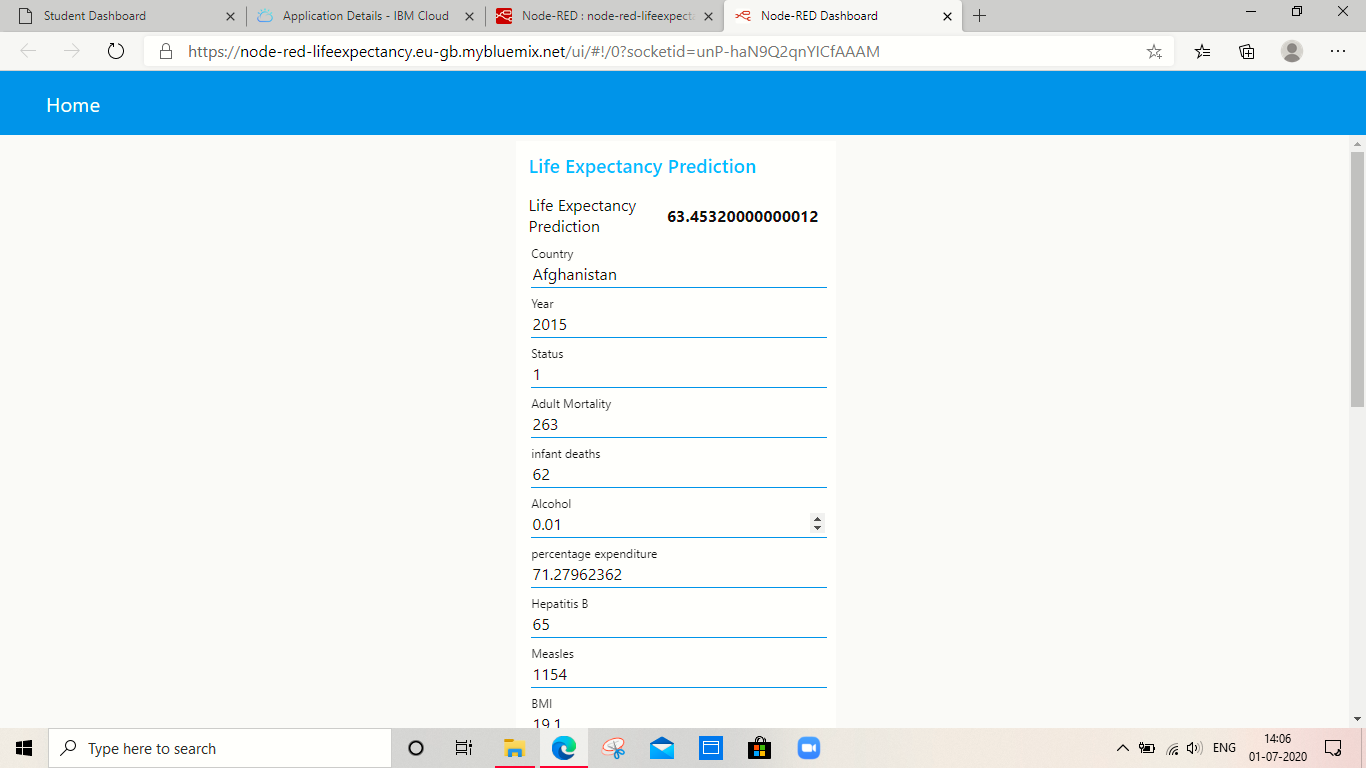 Student Dashboard
Application Details - IBM Cloud
Node-RED : node-red-lifeexpecta
Node-RED Dashboard
https://node-red-lifeexpectancy.eu-gb.mybluemix.net/ui/#!/0?socketid=unP-haN9Q2qnYICfAAAM
Home
Life Expectancy Prediction
Life Expectancy
Prediction
63.45320000000012
Country
Afghanistan
Year
2015
Status
1
Adult Mortality
263
infant deaths
62
Alcohol
0.01
percentage expenditure
71.27962362
Hepatitis B
65
Measles
1154
BMI
19.1
Type here to search
ENG
14:06
01-07-2020